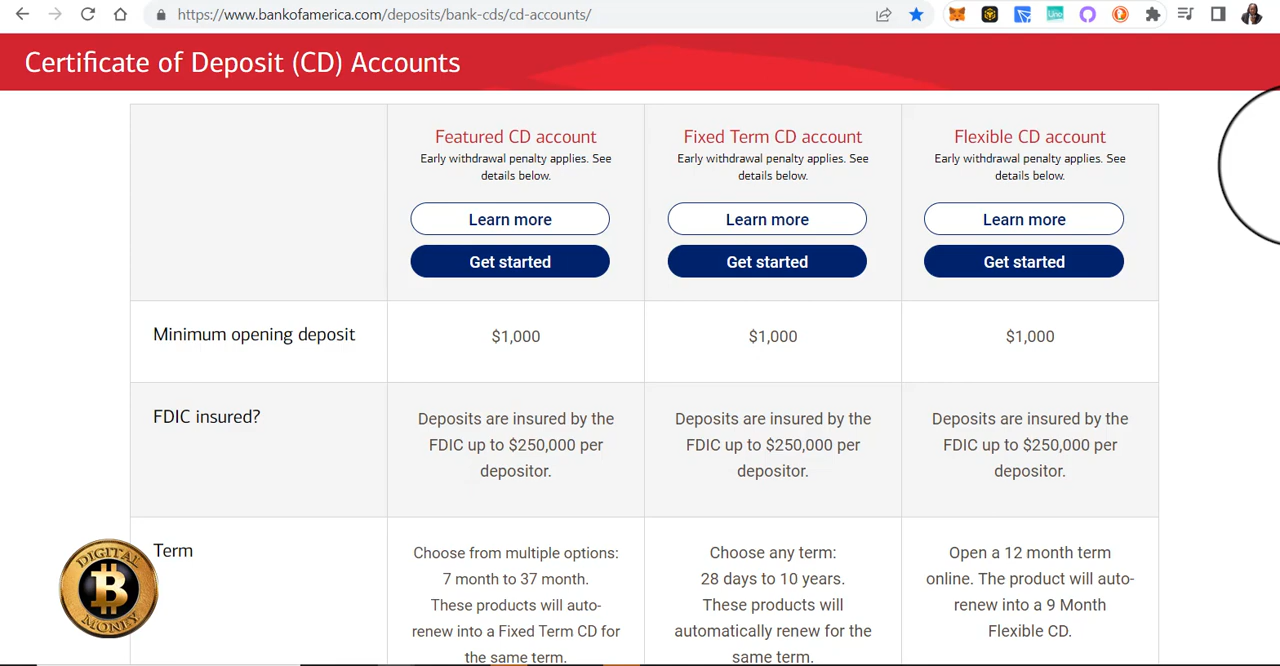 https://www.bankofamerica.com/deposits/bank-cds/cd-accounts/
Certificate of Deposit (CD) Accounts
Featured CD account
Early withdrawal penalty applies. See
details below.
Learn more
Get started
Fixed Term CD account
Early withdrawal penalty applies. See
details below.
Learn more
Get started
Flexible CD account
Early withdrawal penalty applies. See
details below.
Learn more
Get started
Minimum opening deposit
$1,000
$1,000
$1,000
FDIC insured?
Deposits are insured by the
FDIC up to $250,000 per
depositor.
Deposits are insured by the
FDIC up to $250,000 per
depositor.
Deposits are insured by the
FDIC up to $250,000 per
depositor.
Term
Choose from multiple options:
7 month to 37 month.
These products will auto-
renew into a Fixed Term CD for
the same term.
Choose any term:
28 days to 10 years.
These products will
automatically renew for the
same term.
Open a 12 month term
online. The product will auto-
renew into a 9 Month
Flexible CD.
DIGITAL
MONEY